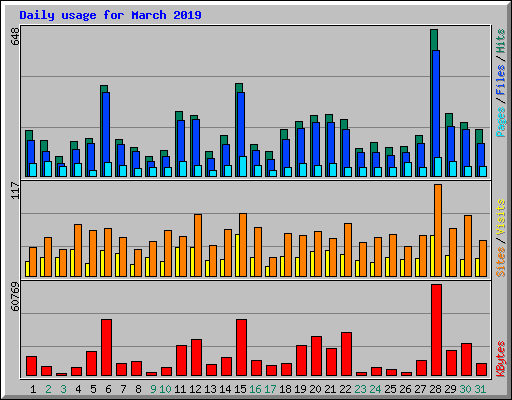 Daily usage for March 2019
648
Pages / Files / Hits
117
Sites / Visits
60769
KBytes
1 2 3 4 5 6 7 8 9 10 11 12 13 14 15 16 17 18 19 20 21 22 23 24 25 26 27 28 29 30 31